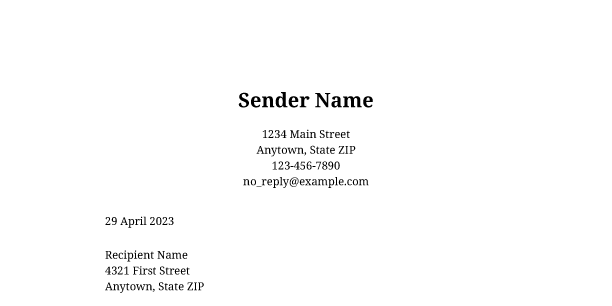 Sender Name
1234 Main Street
Anytown, State ZIP
123-456-7890
no_reply@example.com
29 April 2023
Recipient Name
4321 First Street
Anytown, State ZIP